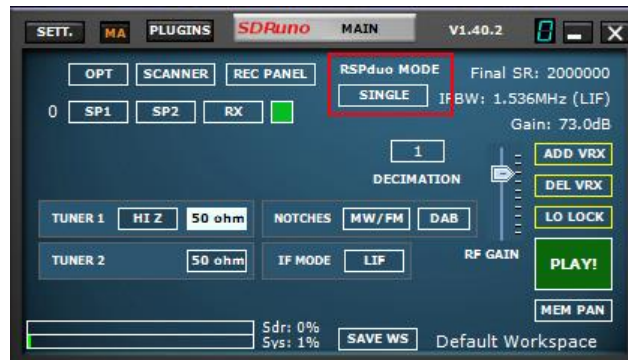 SETT. MA PLUGINS SDRuno MAIN V1.40.2 8
OPT SCANNER REC PANEL RSPduo MODE Final SR: 2000000
SINGLE IFBW: 1.536MHz (LIF)
0 SP1 SP2 RX Gain: 73.0dB
1 ADD VRX
DECIMATION DEL VRX
TUNER 1 HI Z 50 ohm NOTCHES MW/FM DAB LO LOCK
TUNER 2 50 ohm IF MODE LIF RF GAIN PLAY!
MEM PAN
Sdr: 0%
Sys: 1% SAVE WS Default Workspace